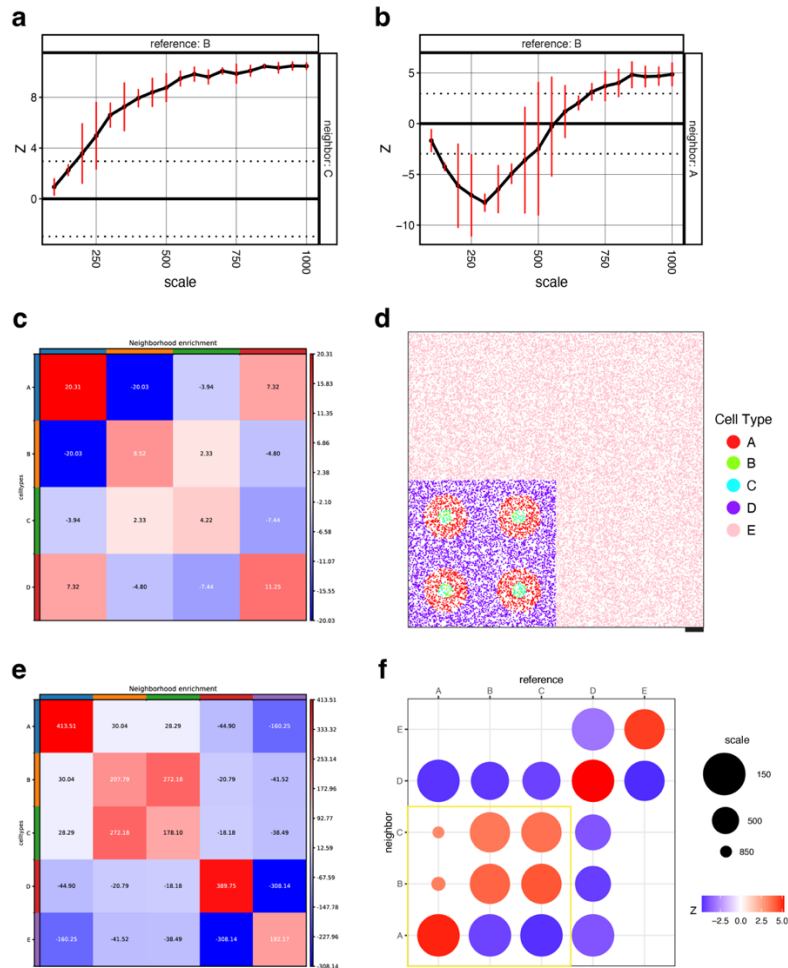 a
reference: B
Z
8
4
0
250
500
750
1000
scale
neighbor: C
b
reference: B
Z
5
0
−5
−10
250
500
750
1000
scale
neighbor: A
c
Neighborhood enrichment
celltypes
A
20.31
-20.03
-3.94
7.32
B
-20.03
8.52
2.33
-4.80
C
-3.94
2.33
4.22
-7.44
D
7.32
-4.80
-7.44
11.25
20.31
15.83
11.35
6.86
2.38
-2.10
-6.58
-11.07
-15.55
-20.03
d
Cell Type
A
B
C
D
E
e
Neighborhood enrichment
celltypes
A
413.51
30.04
28.29
-44.90
-160.25
B
30.04
207.79
272.18
-20.79
-41.52
C
28.29
272.18
178.10
-18.18
-38.49
D
-44.90
-20.79
-18.18
389.75
-308.14
E
-160.25
-41.52
-38.49
-308.14
192.17
413.51
333.32
253.14
172.96
92.77
12.59
-67.59
-147.78
-227.96
-308.14
f
reference
A B C D E
neighbor
E
D
C
B
A
scale
150
500
850
Z
−2.5 0.0 2.5 5.0